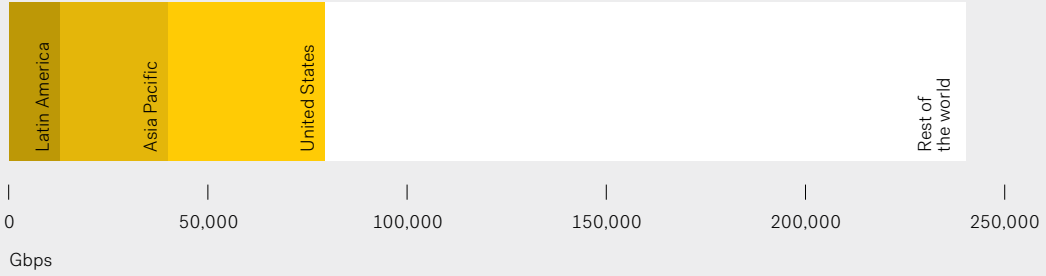 Latin America
Asia Pacific
United States
Rest of
the world
0
50,000
100,000
150,000
200,000
250,000
Gbps